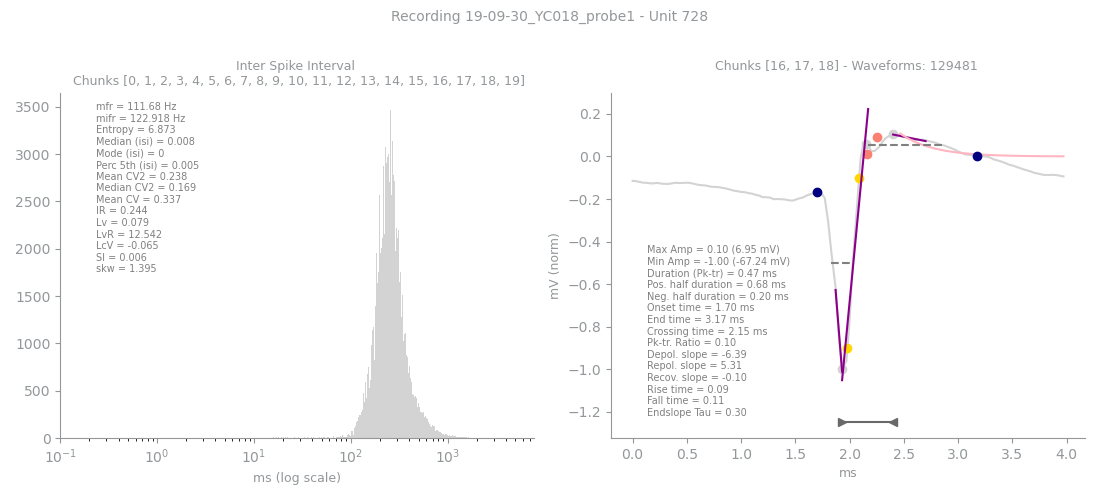 Recording 19-09-30_YC018_probe1 - Unit 728
Inter Spike Interval
Chunks [0, 1, 2, 3, 4, 5, 6, 7, 8, 9, 10, 11, 12, 13, 14, 15, 16, 17, 18, 19]
3500
3000
2500
2000
1500
1000
500
0
mfr = 111.68 Hz
mifr = 122.918 Hz
Entropy = 6.873
Median (isi) = 0.008
Mode (isi) = 0
Perc 5th (isi) = 0.005
Mean CV2 = 0.238
Median CV2 = 0.169
Mean CV = 0.337
IR = 0.244
Lv = 0.079
LvR = 12.542
LcV = -0.065
SI = 0.006
skw = 1.395
10⁻¹ 10⁰ 10¹ 10² 10³
ms (log scale)
Chunks [16, 17, 18] - Waveforms: 129481
mV (norm)
0.2
0.0
−0.2
−0.4
−0.6
−0.8
−1.0
−1.2
Max Amp = 0.10 (6.95 mV)
Min Amp = -1.00 (-67.24 mV)
Duration (Pk-tr) = 0.47 ms
Pos. half duration = 0.68 ms
Neg. half duration = 0.20 ms
Onset time = 1.70 ms
End time = 3.17 ms
Crossing time = 2.15 ms
Pk-tr. Ratio = 0.10
Depol. slope = -6.39
Repol. slope = 5.31
Recov. slope = -0.10
Rise time = 0.09
Fall time = 0.11
Endslope Tau = 0.30
0.0 0.5 1.0 1.5 2.0 2.5 3.0 3.5 4.0
ms